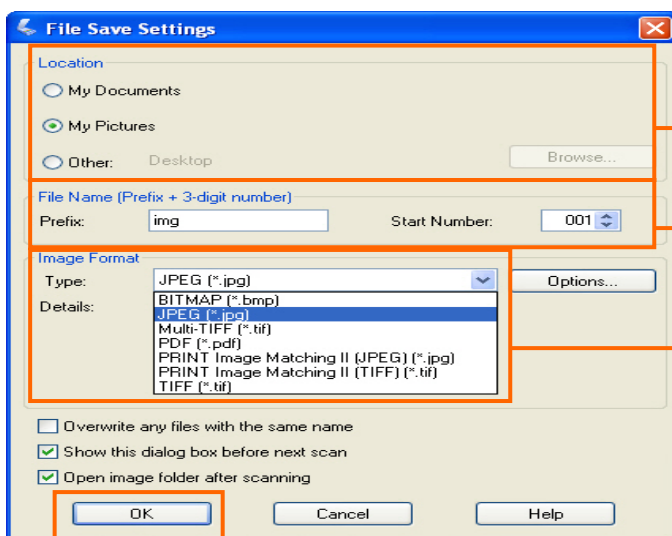 File Save Settings
Location
My Documents
My Pictures
Other: Desktop Browse...
File Name (Prefix + 3-digit number)
Prefix: img Start Number: 001
Image Format
Type: JPEG (*.jpg) Options...
Details:
BITMAP (*.bmp)
JPEG (*.jpg)
Multi-TIFF (*.tif)
PDF (*.pdf)
PRINT Image Matching II (JPEG) (*.jpg)
PRINT Image Matching II (TIFF) (*.tif)
TIFF (*.tif)
Overwrite any files with the same name
Show this dialog box before next scan
Open image folder after scanning
OK Cancel Help